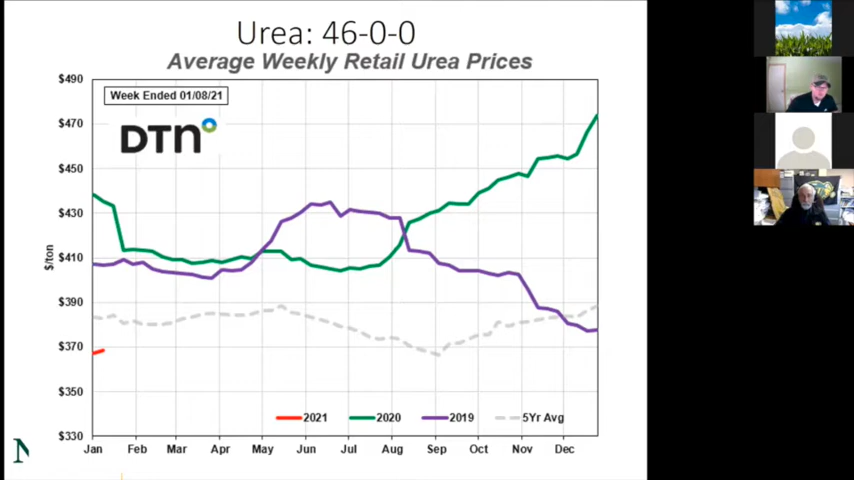 Urea: 46-0-0
Average Weekly Retail Urea Prices
Week Ended 01/08/21
DTN
$490
$470
$450
$430
$410
$390
$370
$350
$330
$/ton
2021 2020 2019 5Yr Avg
Jan Feb Mar Apr May Jun Jul Aug Sep Oct Nov Dec
N